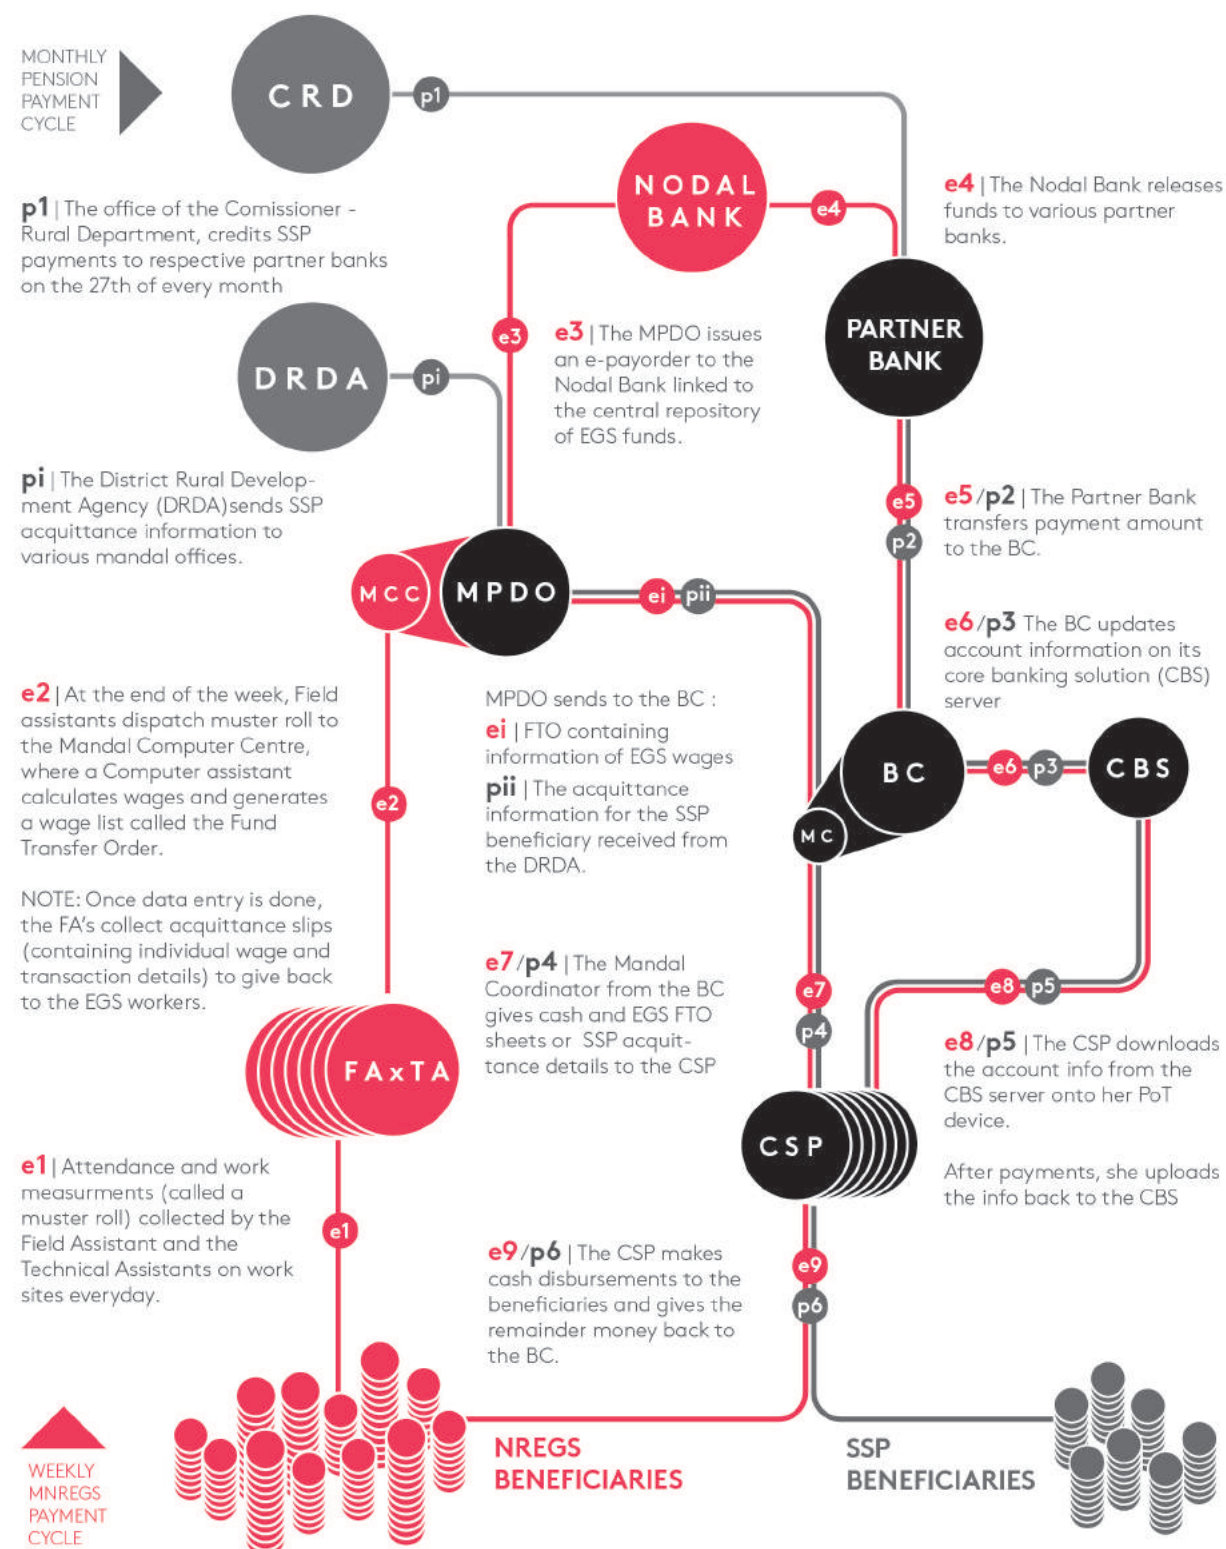 MONTHLY
PENSION
PAYMENT
CYCLE
CRD
p1
p1 | The office of the Comissioner -
Rural Department, credits SSP
payments to respective partner banks
on the 27th of every month
NODAL
BANK
e4
e4 | The Nodal Bank releases
funds to various partner
banks.
DRDA
pi
e3
e3 | The MPDO issues
an e-payorder to the
Nodal Bank linked to
the central repository
of EGS funds.
PARTNER
BANK
pi | The District Rural Develop-
ment Agency (DRDA)sends SSP
acquittance information to
various mandal offices.
e5
p2
e5/p2 | The Partner Bank
transfers payment amount
to the BC.
MCC
MPDO
ei
pii
e6/p3 The BC updates
account information on its
core banking solution (CBS)
server
e2 | At the end of the week, Field
assistants dispatch muster roll to
the Mandal Computer Centre,
where a Computer assistant
calculates wages and generates
a wage list called the Fund
Transfer Order.
NOTE: Once data entry is done,
the FA's collect acquittance slips
(containing individual wage and
transaction details) to give back
to the EGS workers.
e2
MPDO sends to the BC :
ei | FTO containing
information of EGS wages
pii | The acquittance
information for the SSP
beneficiary received from
the DRDA.
BC
MC
e6
p3
CBS
e7/p4 | The Mandal
Coordinator from the BC
gives cash and EGS FTO
sheets or SSP acquit-
tance details to the CSP
e7
p4
e8
p5
e8/p5 | The CSP downloads
the account info from the
CBS server onto her PoT
device.
After payments, she uploads
the info back to the CBS
FAxTA
CSP
e1 | Attendance and work
measurments (called a
muster roll) collected by the
Field Assistant and the
Technical Assistants on work
sites everyday.
e1
e9/p6 | The CSP makes
cash disbursements to the
beneficiaries and gives the
remainder money back to
the BC.
e9
p6
WEEKLY
MNREGS
PAYMENT
CYCLE
NREGS
BENEFICIARIES
SSP
BENEFICIARIES